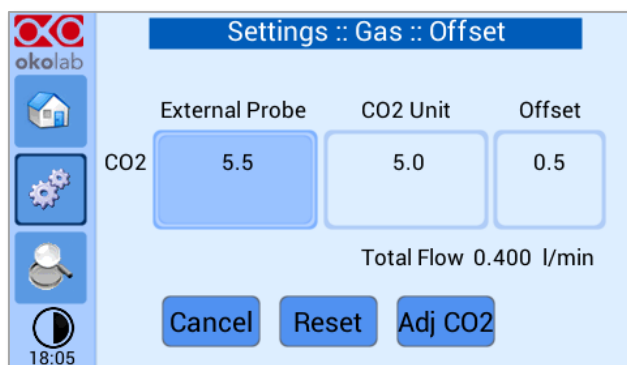 okolab
Settings :: Gas :: Offset
External Probe CO2 Unit Offset
CO2 5.5 5.0 0.5
Total Flow 0.400 l/min
Cancel Reset Adj CO2
18:05